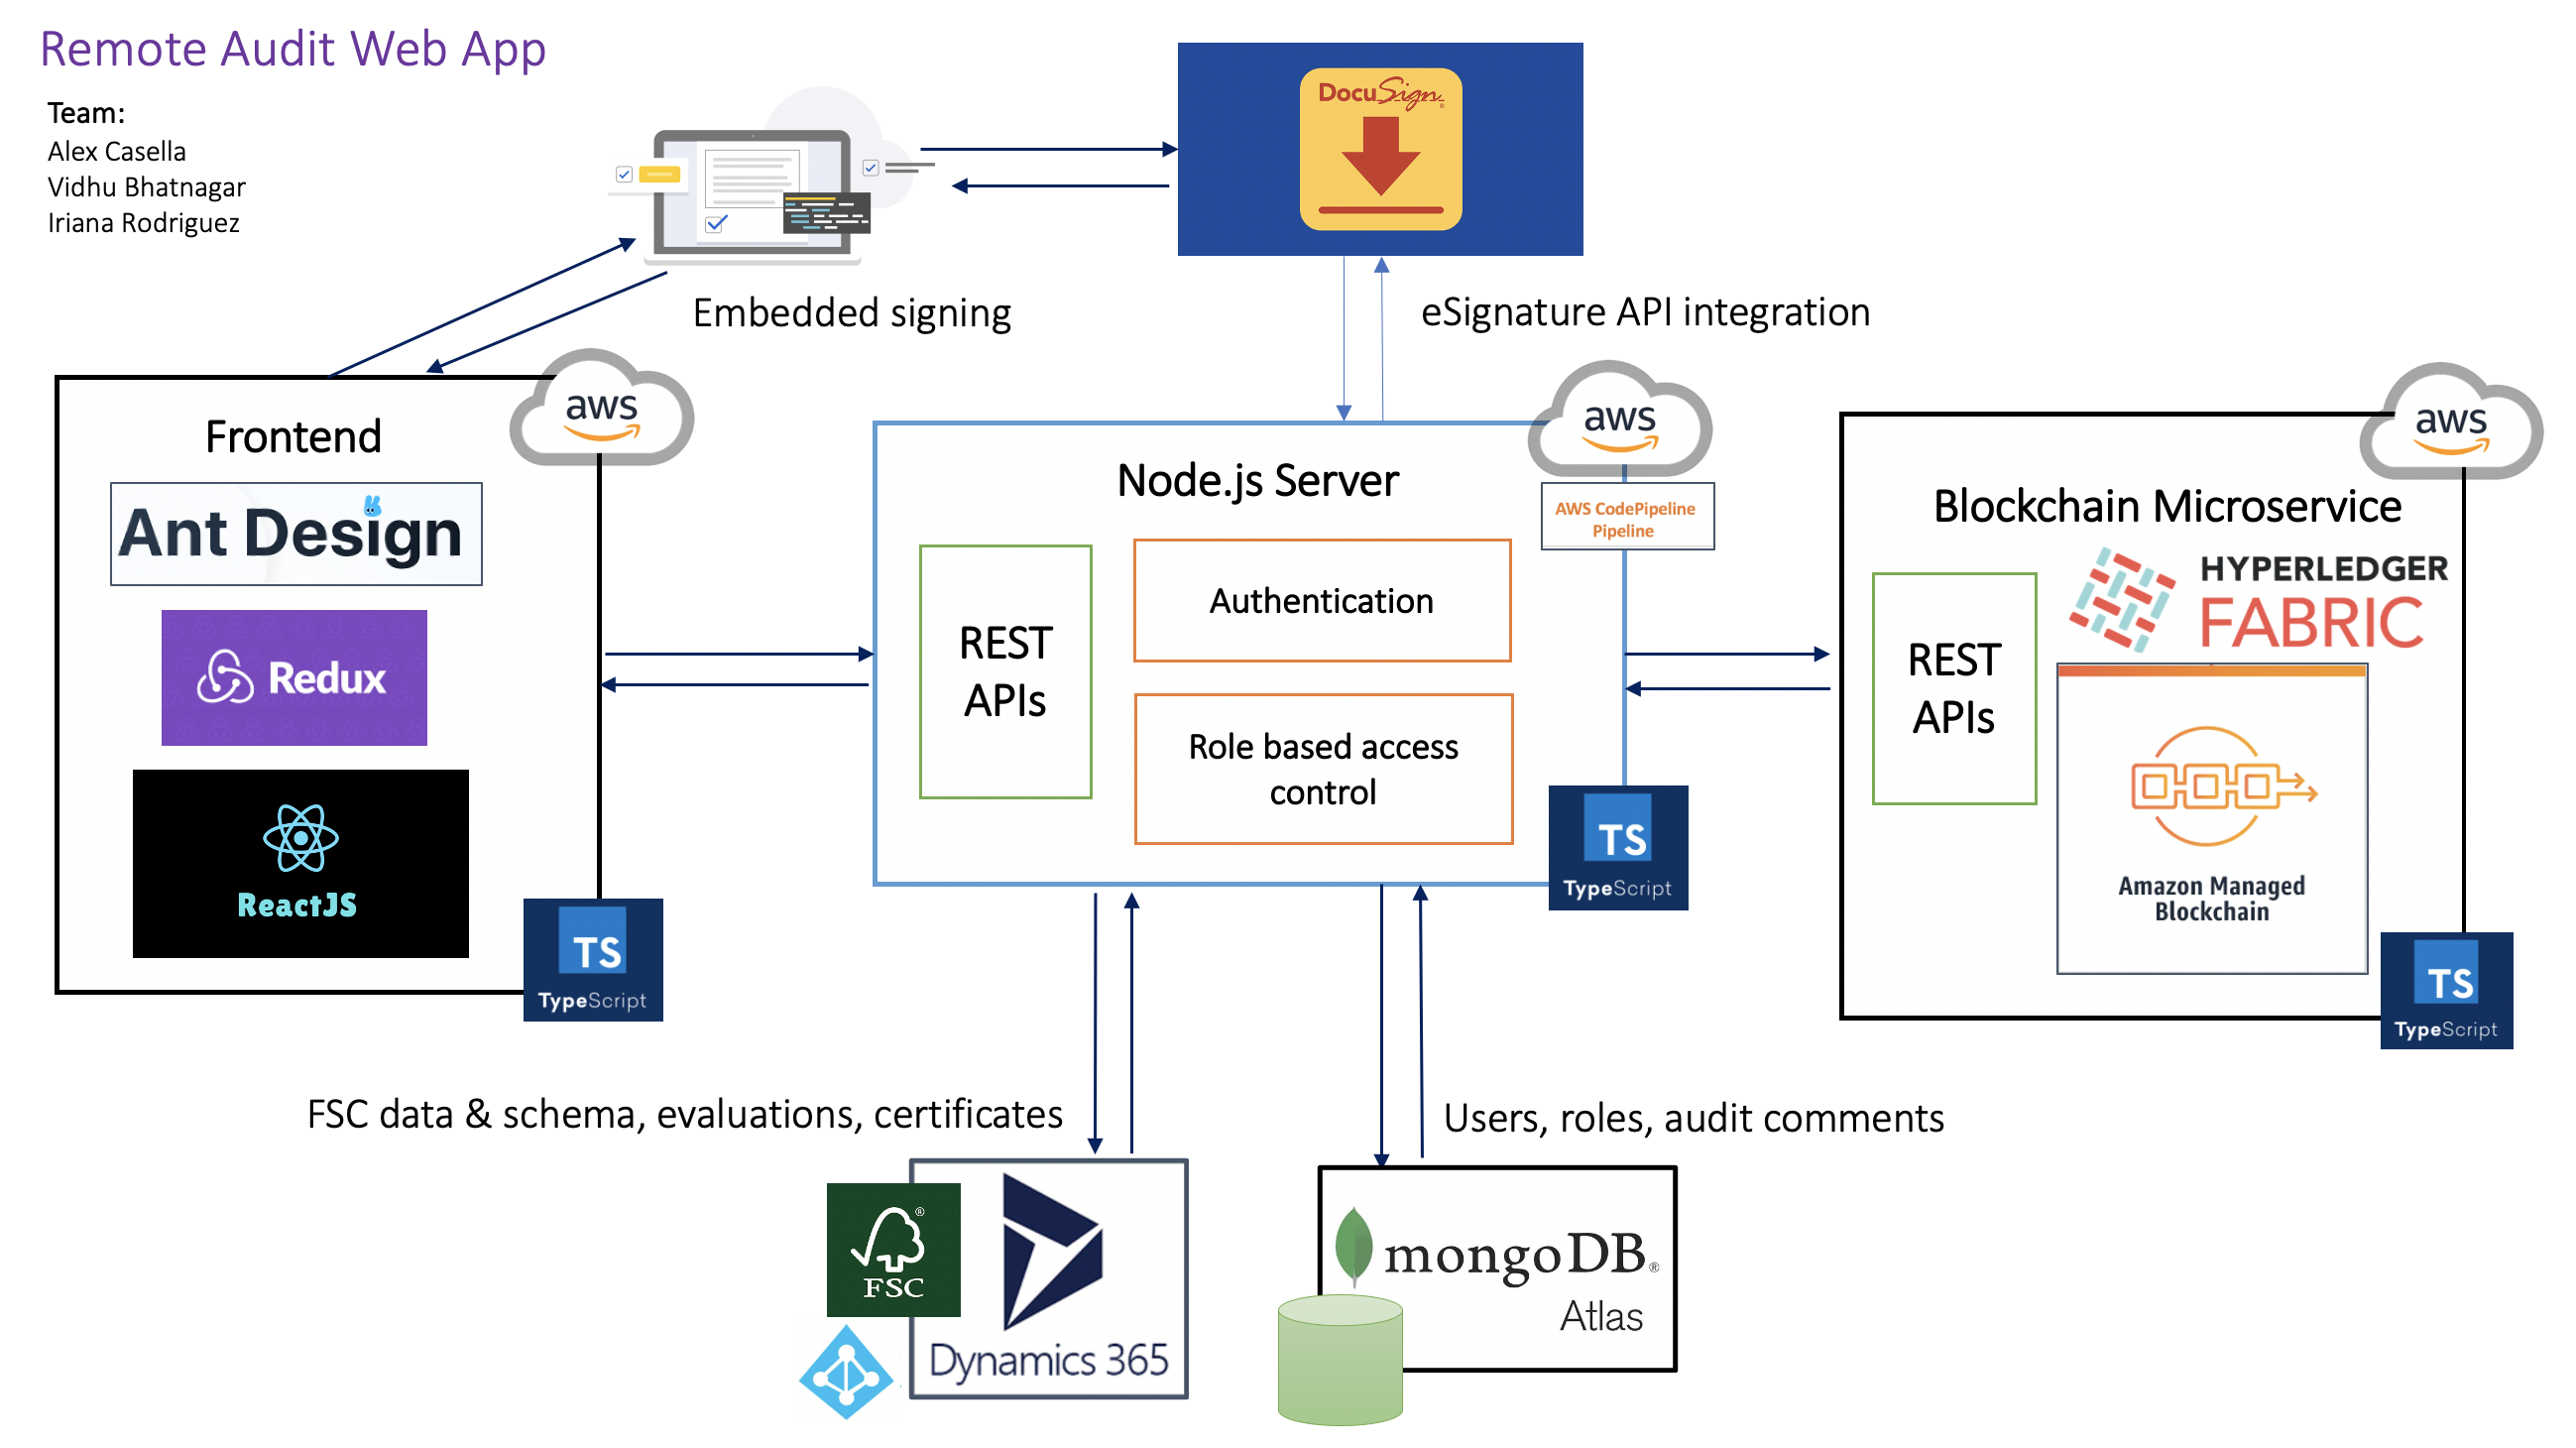 Remote Audit Web App
Team:
Alex Casella
Vidhu Bhatnagar
Iriana Rodriguez
DocuSign
Embedded signing
eSignature API integration
Frontend
aws
Ant Design
Redux
ReactJS
TS
TypeScript
Node.js Server
aws
AWS CodePipeline
Pipeline
REST
APIs
Authentication
Role based access
control
TS
TypeScript
Blockchain Microservice
aws
HYPERLEDGER
FABRIC
REST
APIs
Amazon Managed
Blockchain
TS
TypeScript
FSC data & schema, evaluations, certificates
Users, roles, audit comments
FSC
Dynamics 365
mongoDB
Atlas